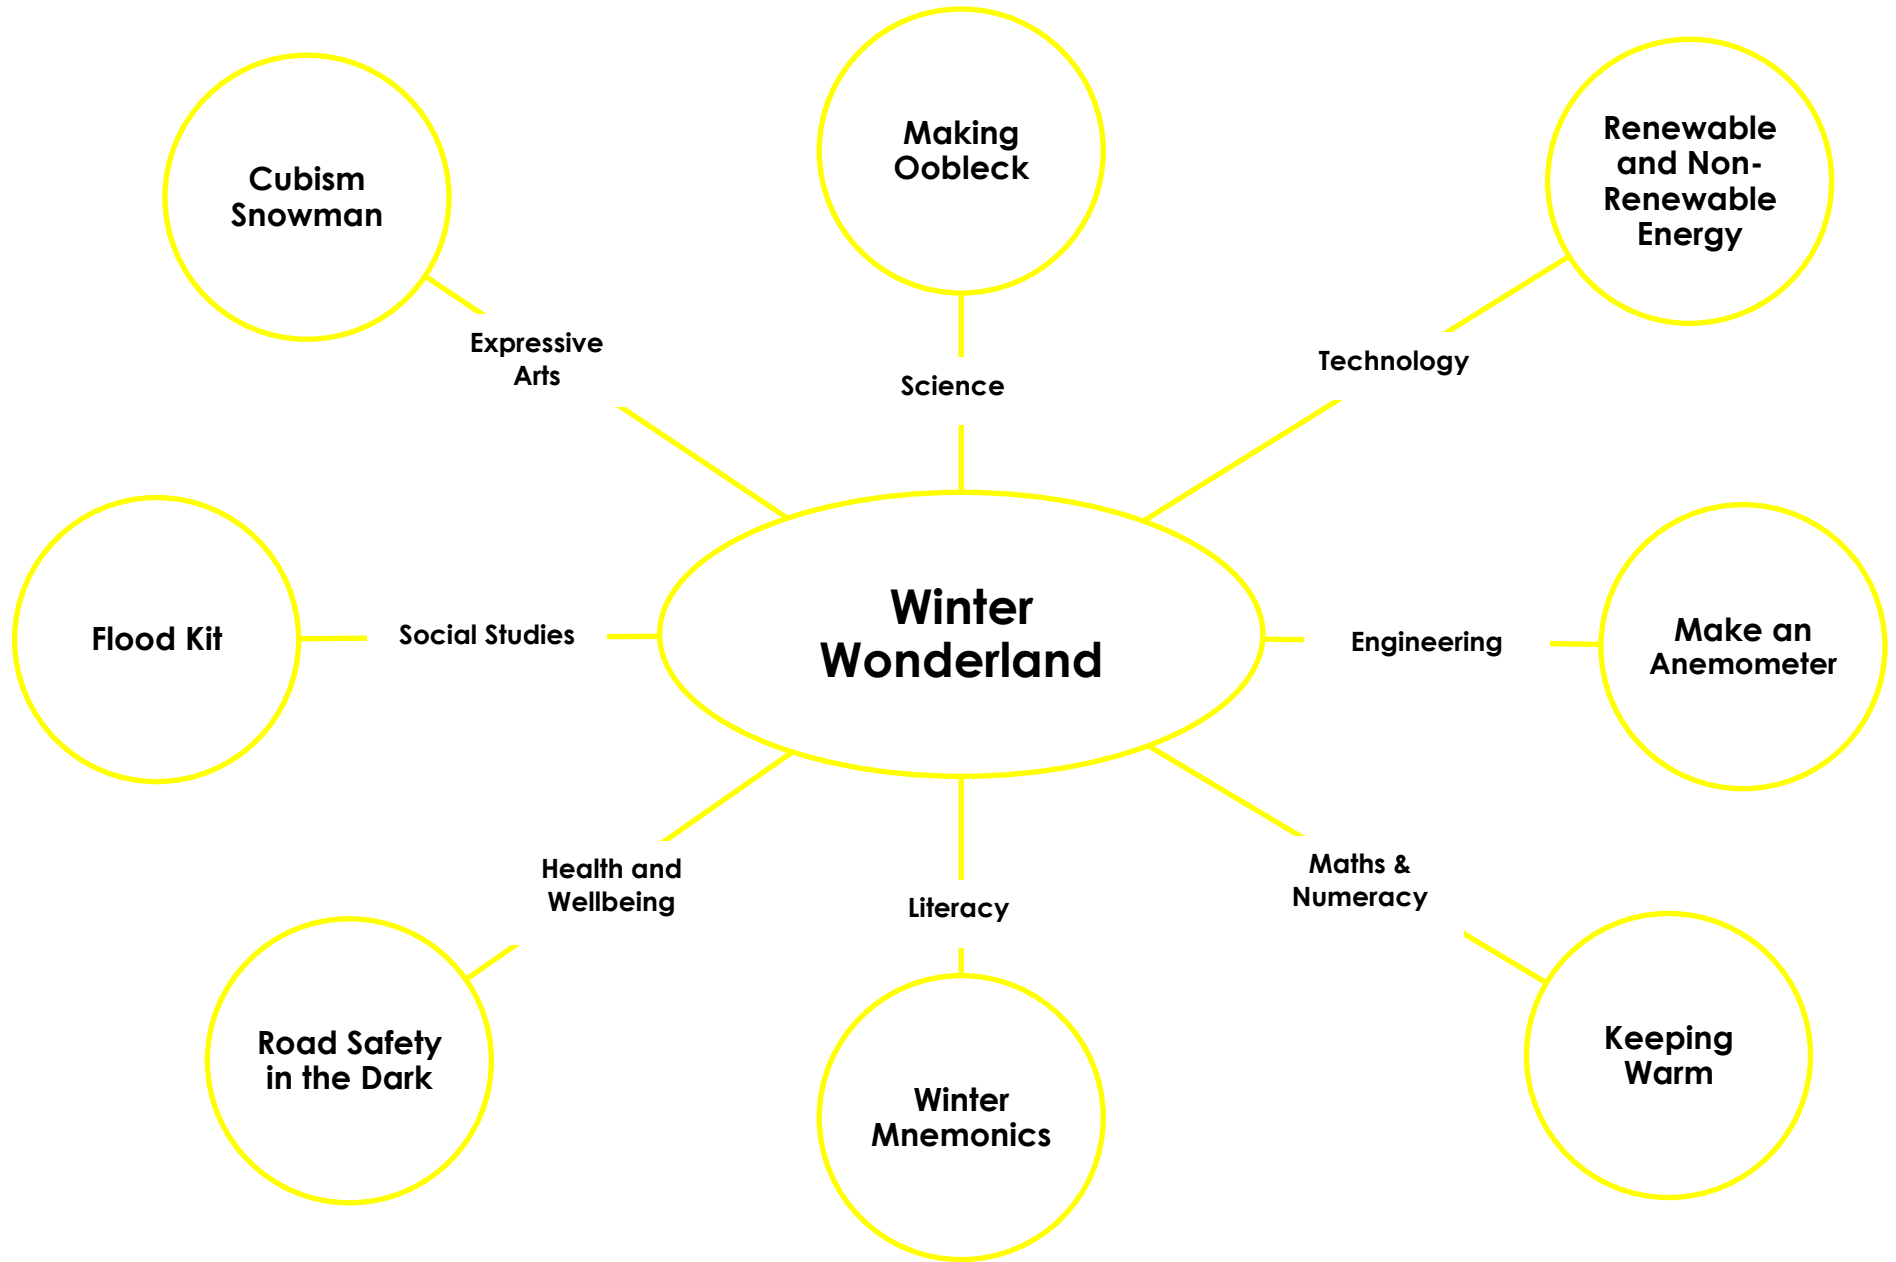 Making
Oobleck
Renewable
and Non-
Renewable
Energy
Cubism
Snowman
Expressive
Arts
Science
Technology
Flood Kit
Social Studies
Winter
Wonderland
Engineering
Make an
Anemometer
Health and
Wellbeing
Literacy
Maths &
Numeracy
Road Safety
in the Dark
Winter
Mnemonics
Keeping
Warm